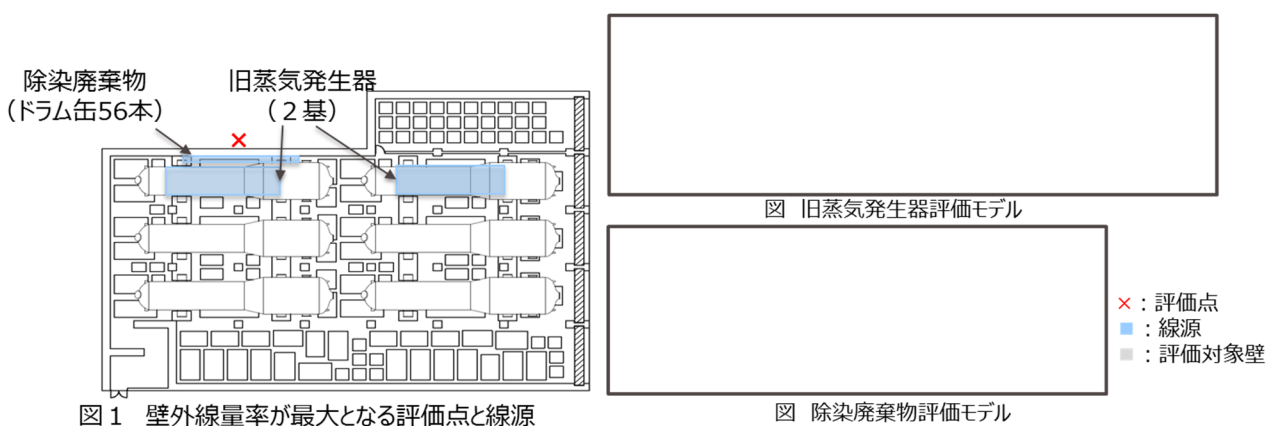 除染廃棄物
（ドラム缶56本）
旧蒸気発生器
（２基）
図１　壁外線量率が最大となる評価点と線源
図　旧蒸気発生器評価モデル
図　除染廃棄物評価モデル
×：評価点
：線源
：評価対象壁